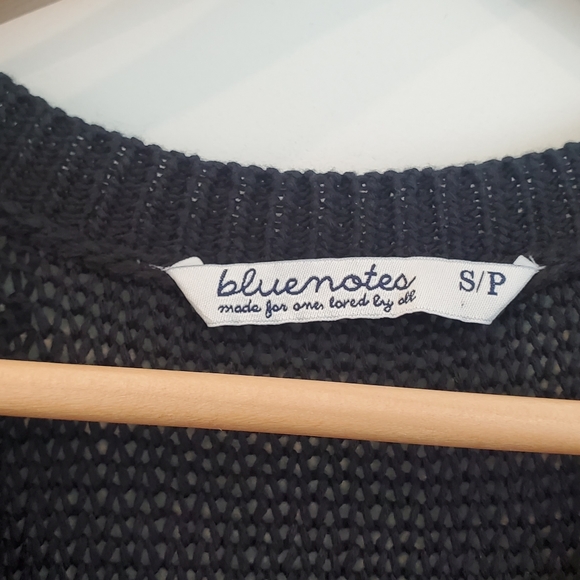 bluenotes S/P
made for one, loved by all